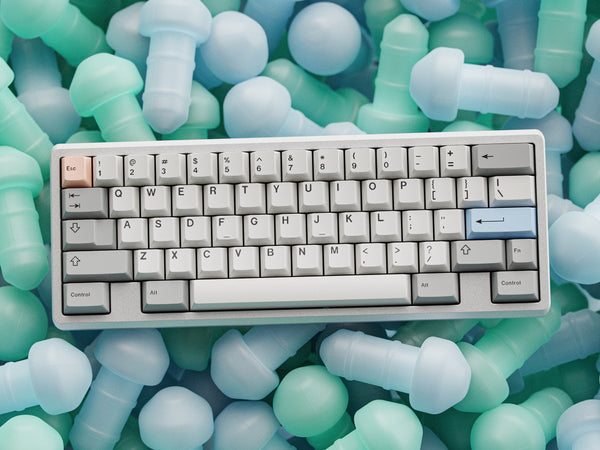 Esc ! 1 @ 2 # 3 $ 4 % 5 ^ 6 & 7 * 8 ( 9 ) 0 - + =
Q W E R T Y U I O P { [ } ] \
A S D F G H J K L : ; " '
Z X C V B N M < , > . ? / Fn
Control Alt Alt Control